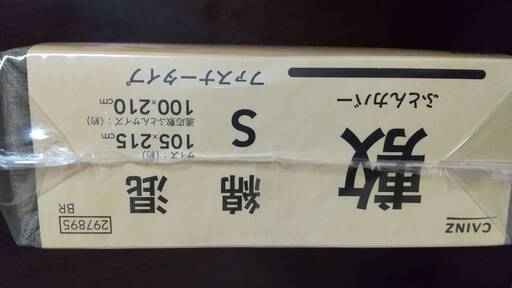 CAINZ
敷
ふとんカバー
綿混
S
サイズ：(約)
105×215cm
適応敷ふとんサイズ：(約)
100×210cm
ファスナータイプ
297895
BR